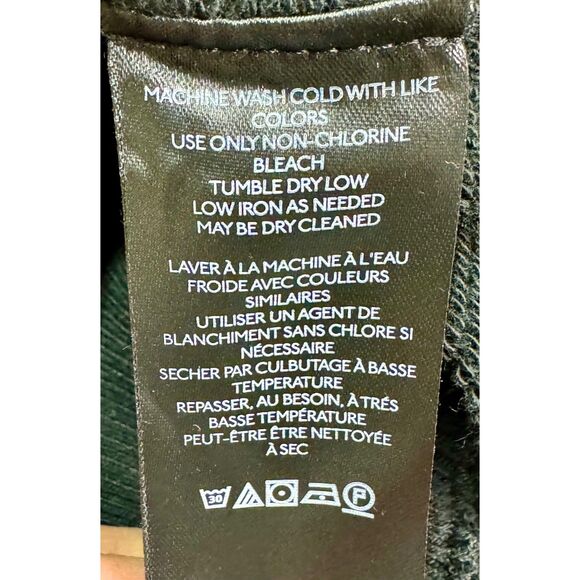 MACHINE WASH COLD WITH LIKE
COLORS
USE ONLY NON-CHLORINE
BLEACH
TUMBLE DRY LOW
LOW IRON AS NEEDED
MAY BE DRY CLEANED
LAVER À LA MACHINE À L'EAU
FROIDE AVEC COULEURS
SIMILAIRES
UTILISER UN AGENT DE
BLANCHIMENT SANS CHLORE SI
NÉCESSAIRE
SECHER PAR CULBUTAGE À BASSE
TEMPERATURE
REPASSER, AU BESOIN, À TRÉS
BASSE TEMPÉRATURE
PEUT-ÊTRE ÊTRE NETTOYÉE
À SEC
30 P